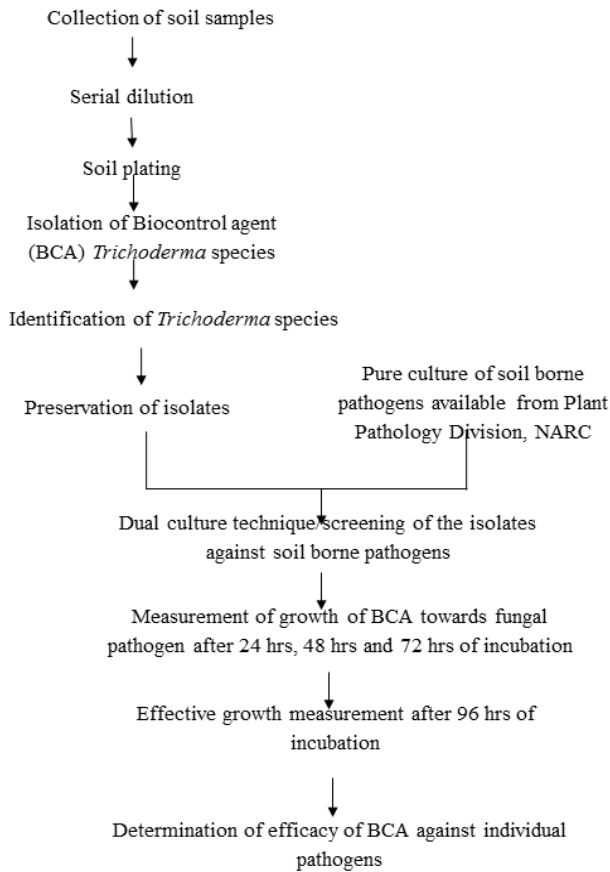 Collection of soil samples
Serial dilution
Soil plating
Isolation of Biocontrol agent
(BCA) Trichoderma species
Identification of Trichoderma species
Preservation of isolates
Pure culture of soil borne
pathogens available from Plant
Pathology Division, NARC
Dual culture technique/screening of the isolates
against soil borne pathogens
Measurement of growth of BCA towards fungal
pathogen after 24 hrs, 48 hrs and 72 hrs of incubation
Effective growth measurement after 96 hrs of
incubation
Determination of efficacy of BCA against individual
pathogens